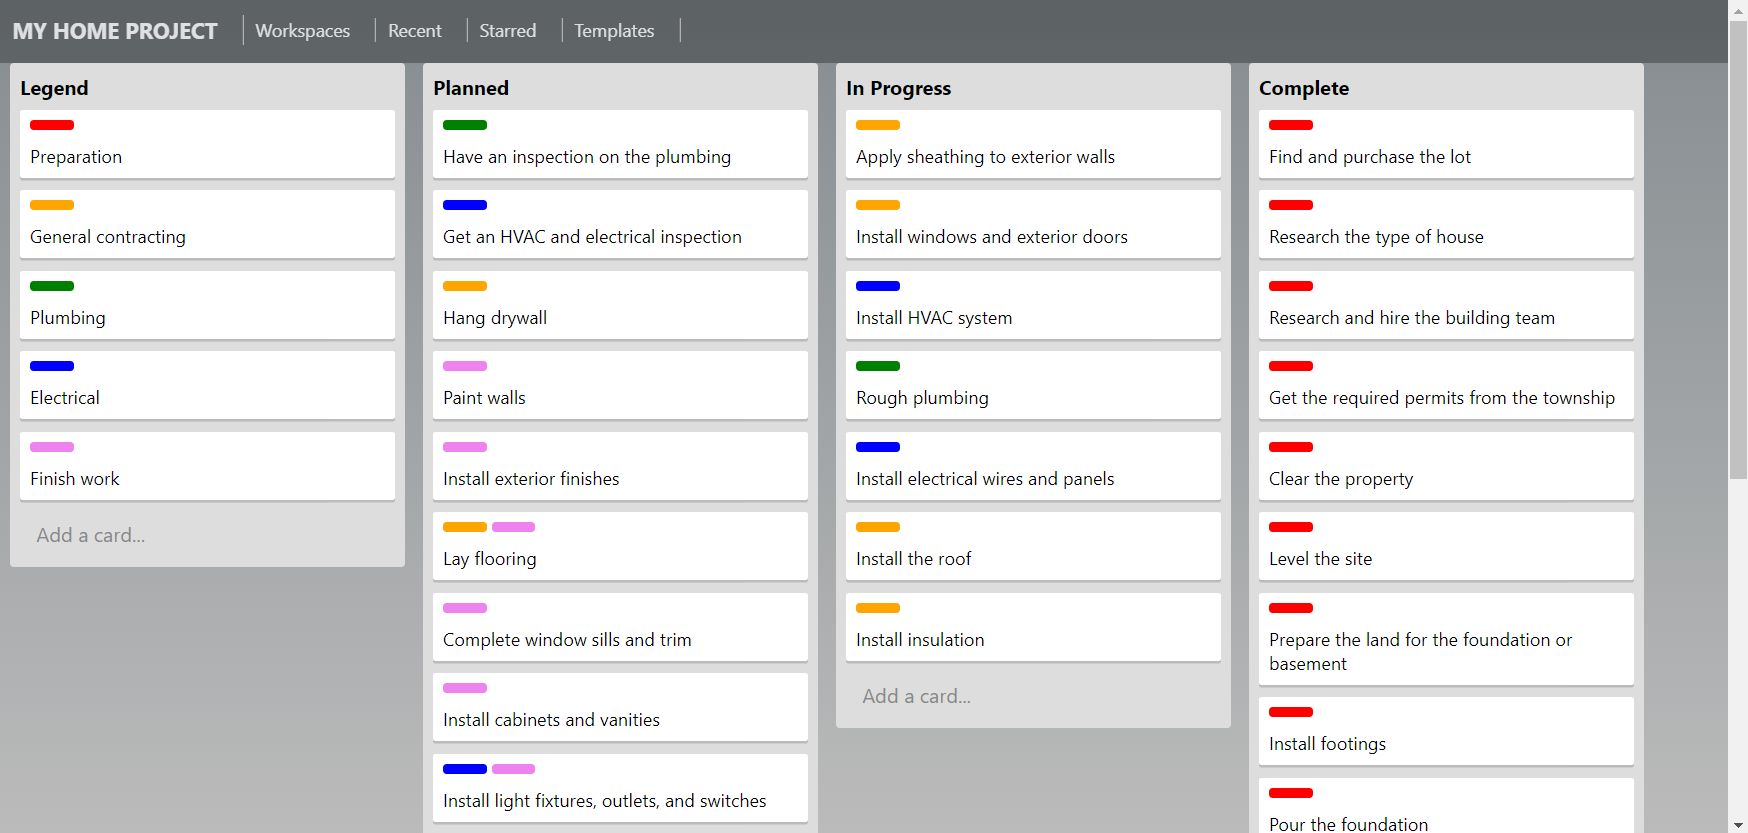 MY HOME PROJECT
Workspaces
Recent
Starred
Templates
Legend
Preparation
General contracting
Plumbing
Electrical
Finish work
Add a card...
Planned
Have an inspection on the plumbing
Get an HVAC and electrical inspection
Hang drywall
Paint walls
Install exterior finishes
Lay flooring
Complete window sills and trim
Install cabinets and vanities
Install light fixtures, outlets, and switches
In Progress
Apply sheathing to exterior walls
Install windows and exterior doors
Install HVAC system
Rough plumbing
Install electrical wires and panels
Install the roof
Install insulation
Add a card...
Complete
Find and purchase the lot
Research the type of house
Research and hire the building team
Get the required permits from the township
Clear the property
Level the site
Prepare the land for the foundation or
basement
Install footings
Pour the foundation